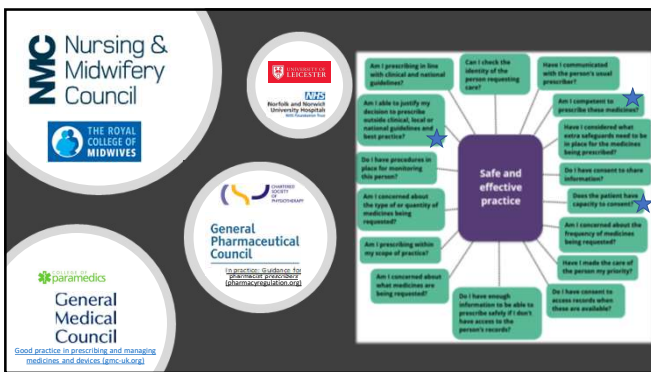 NMC
Nursing &
Midwifery
Council
THE ROYAL
COLLEGE OF
MIDWIVES
UNIVERSITY OF
LEICESTER
NHS
Norfolk and Norwich
University Hospitals
NHS Foundation Trust
CHARTERED
SOCIETY
OF
PHYSIOTHERAPY
General
Pharmaceutical
Council
In practice: Guidance for
pharmacist prescribers
(pharmacyregulation.org)
COLLEGE OF
paramedics
General
Medical
Council
Good practice in prescribing and managing
medicines and devices (gmc-uk.org)
Am I prescribing in line
with clinical and national
guidelines?
Can I check the
identity of the
person requesting
care?
Have I communicated
with the person's usual
prescriber?
Am I able to justify my
decision to prescribe
outside clinical, local or
national guidelines and
best practice?
Am I competent to
prescribe these medicines?
Have I considered what
extra safeguards need to be
in place for the medicines
being prescribed?
Do I have procedures in
place for monitoring
this person?
Safe and
effective
practice
Do I have consent to share
information?
Am I concerned about
the type of or quantity of
medicines being
requested?
Does the patient have
capacity to consent?
Am I concerned about the
frequency of medicines
being requested?
Am I prescribing within
my scope of practice?
Have I made the care of
the person my priority?
Am I concerned about
what medicines are
being requested?
Do I have enough
information to be able to
prescribe safely if I don't
have access to the
person's records?
Do I have consent to
access records when
these are available?